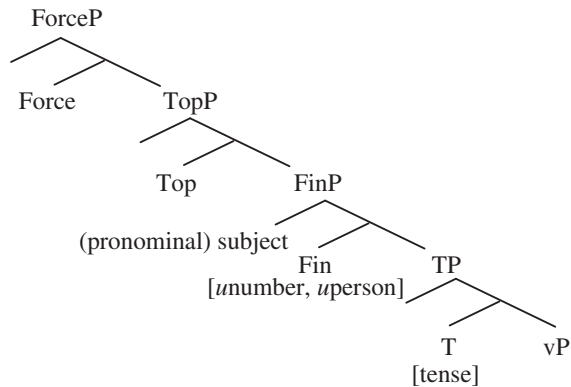 ForceP
Force
TopP
Top
FinP
(pronominal) subject
Fin
TP
[unumber, uperson]
T
vP
[tense]